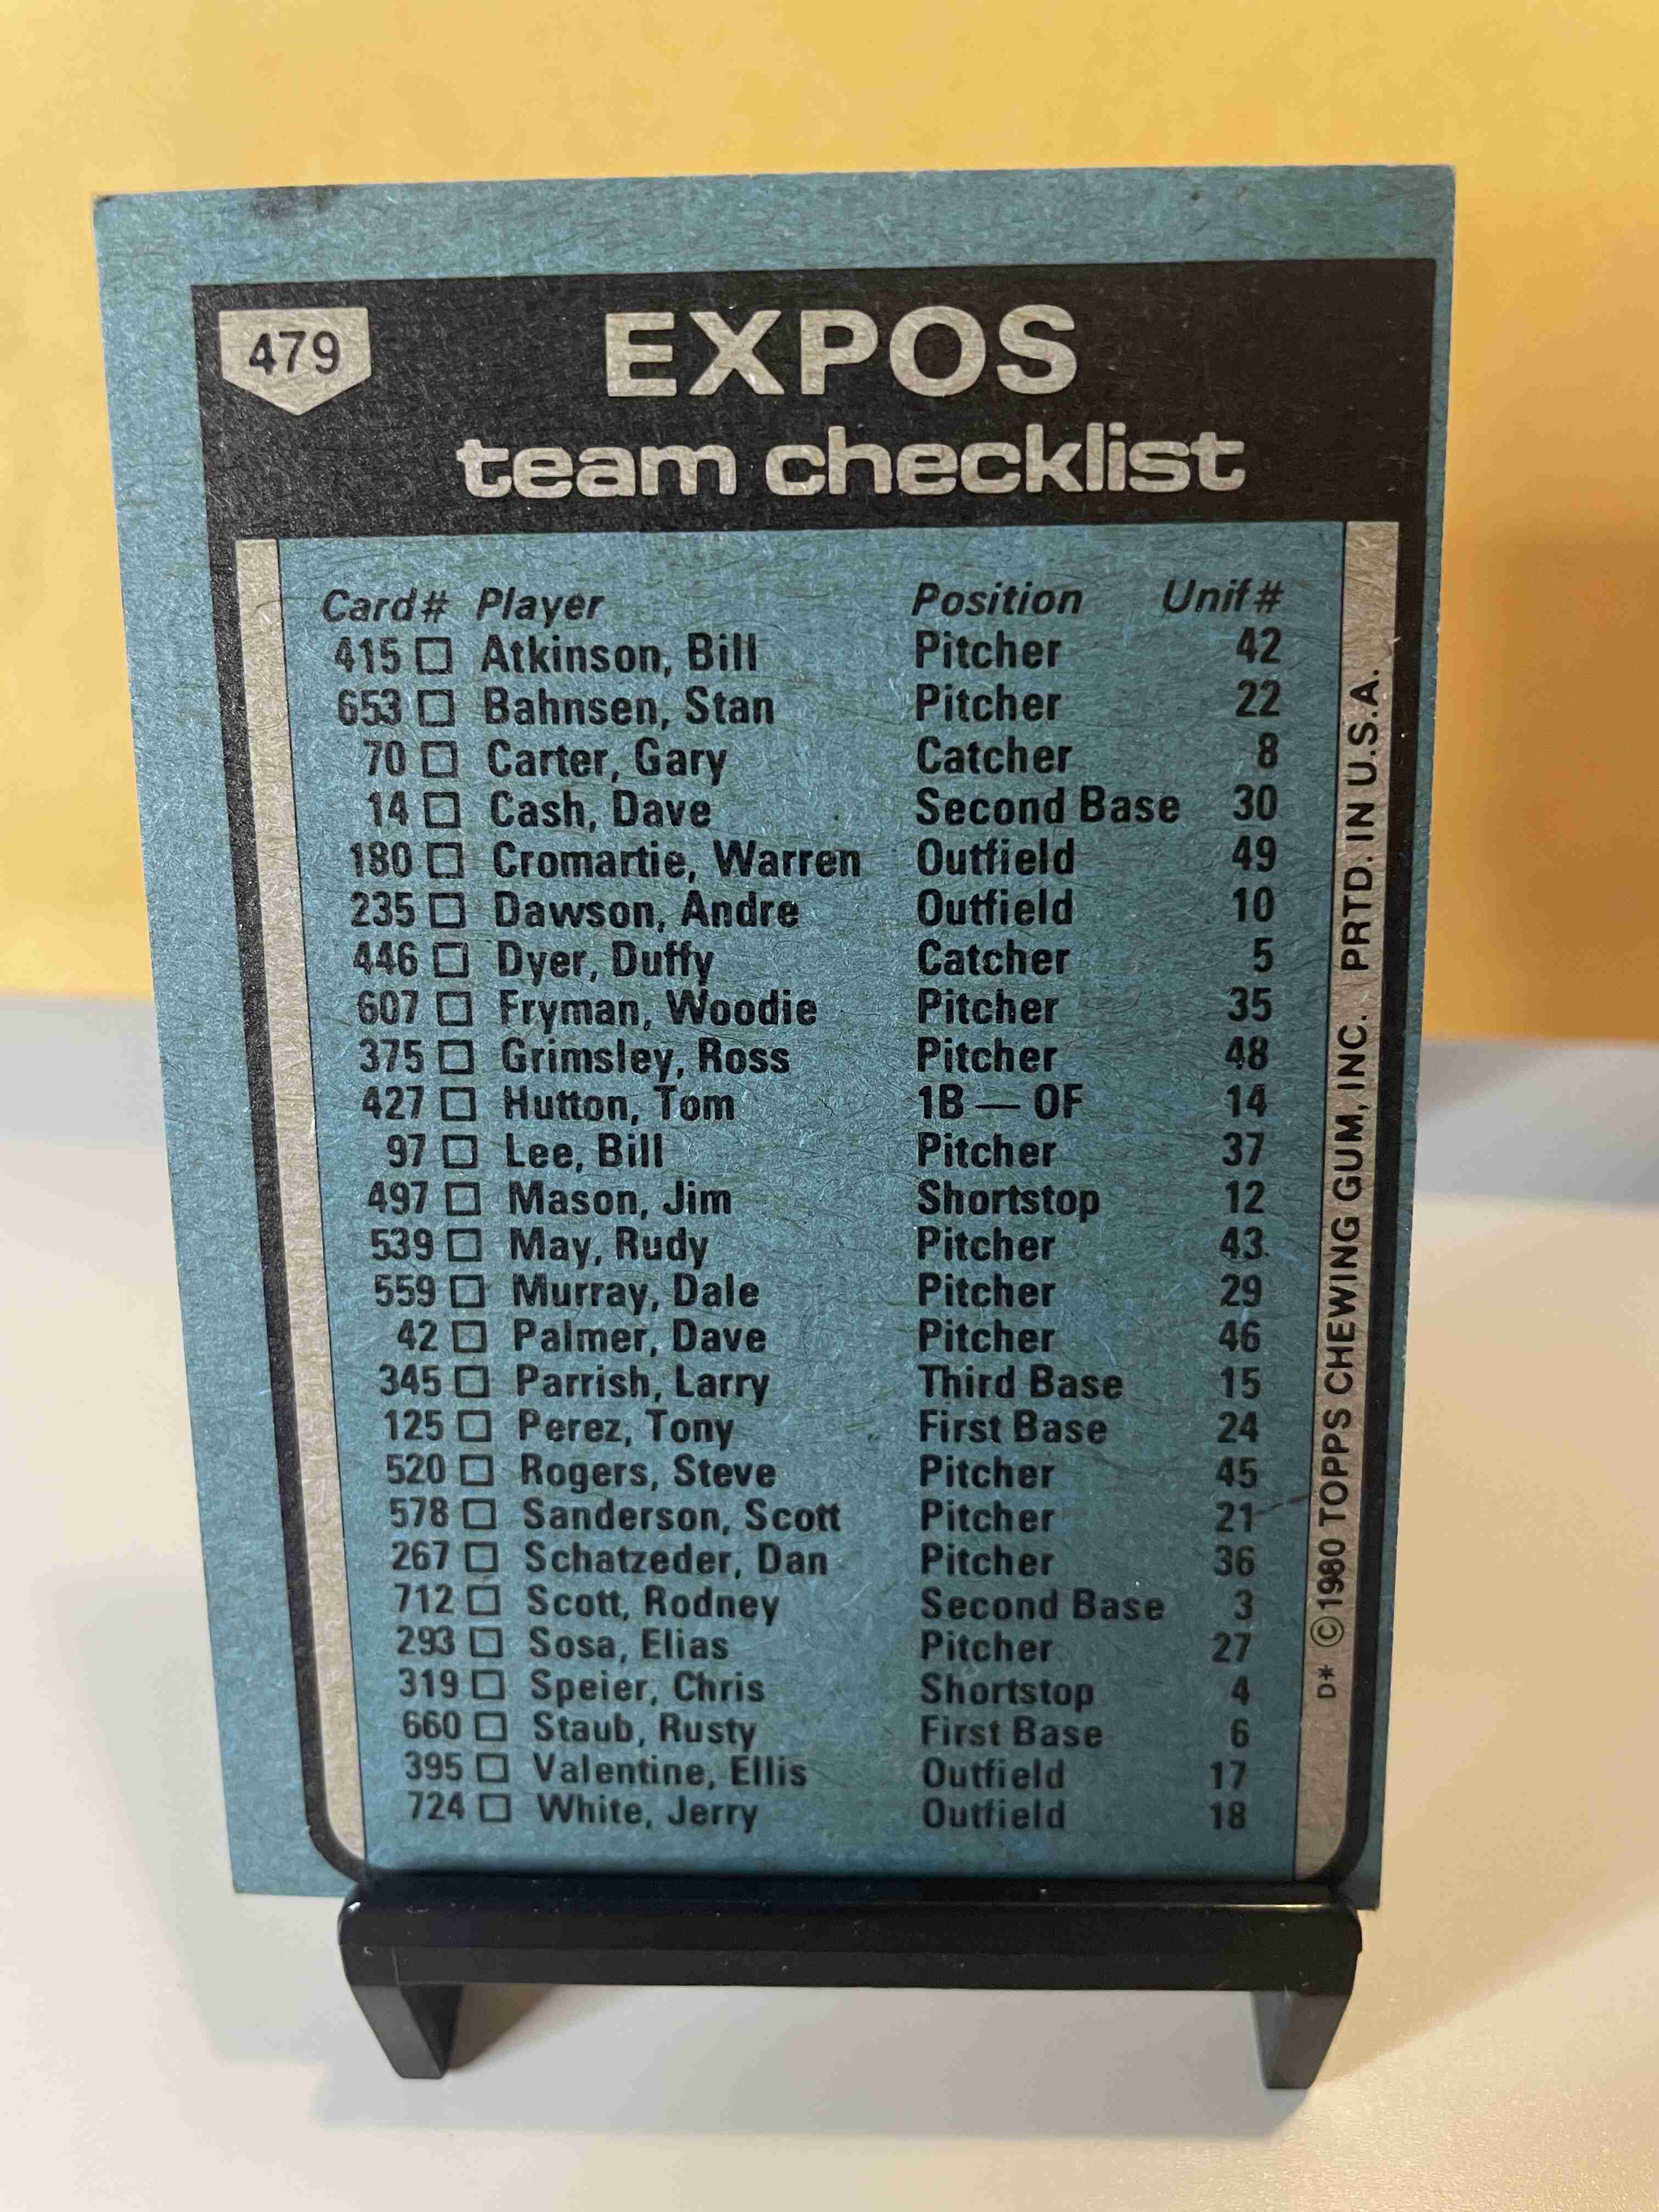 479
EXPOS
team checklist
Card# Player Position Unif#
415 □ Atkinson, Bill Pitcher 42
653 □ Bahnsen, Stan Pitcher 22
70 □ Carter, Gary Catcher 8
14 □ Cash, Dave Second Base 30
180 □ Cromartie, Warren Outfield 49
235 □ Dawson, Andre Outfield 10
446 □ Dyer, Duffy Catcher 5
607 □ Fryman, Woodie Pitcher 35
375 □ Grimsley, Ross Pitcher 48
427 □ Hutton, Tom 1B — OF 14
97 □ Lee, Bill Pitcher 37
497 □ Mason, Jim Shortstop 12
539 □ May, Rudy Pitcher 43
559 □ Murray, Dale Pitcher 29
42 □ Palmer, Dave Pitcher 46
345 □ Parrish, Larry Third Base 15
125 □ Perez, Tony First Base 24
520 □ Rogers, Steve Pitcher 45
578 □ Sanderson, Scott Pitcher 21
267 □ Schatzeder, Dan Pitcher 36
712 □ Scott, Rodney Second Base 3
293 □ Sosa, Elias Pitcher 27
319 □ Speier, Chris Shortstop 4
660 □ Staub, Rusty First Base 6
395 □ Valentine, Ellis Outfield 17
724 □ White, Jerry Outfield 18
D* ©1980 TOPPS CHEWING GUM, INC. PRTD. IN U.S.A.